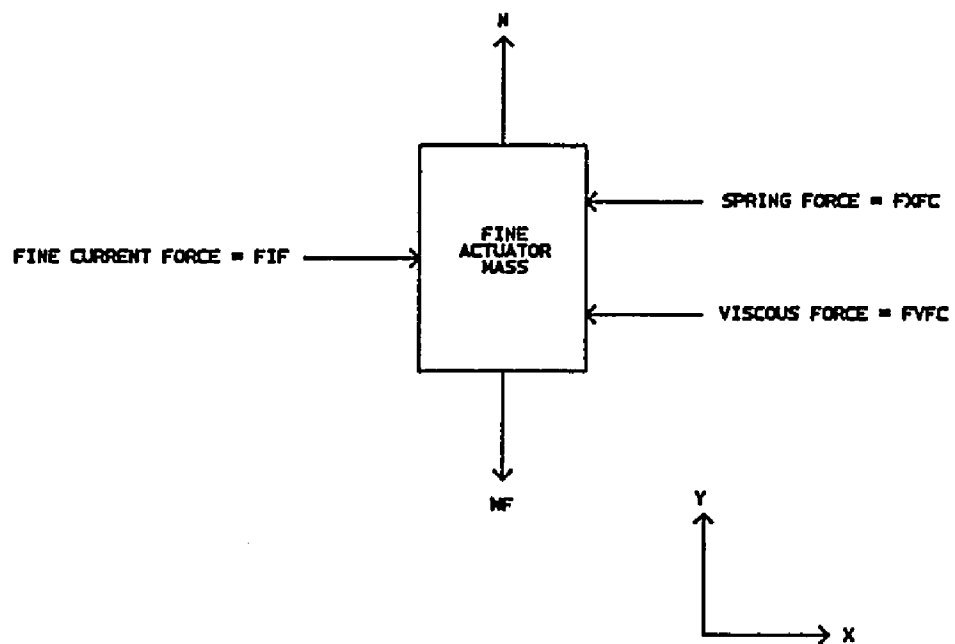 N
SPRING FORCE = FXFC
FINE
ACTUATOR
MASS
FINE CURRENT FORCE = FIF
VISCOUS FORCE = FVFC
WF
Y
X